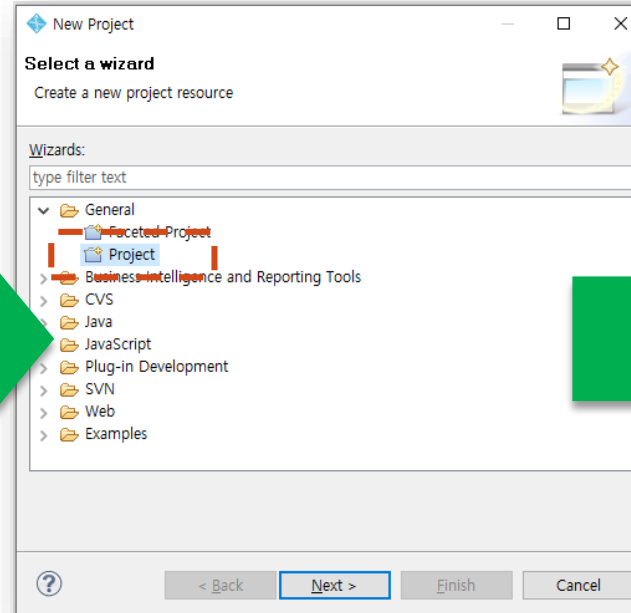 New Project
Select a wizard
Create a new project resource
Wizards:
type filter text
General
Faceted Project
Project
Business Intelligence and Reporting Tools
CVS
Java
JavaScript
Plug-in Development
SVN
Web
Examples
?
< Back
Next >
Finish
Cancel